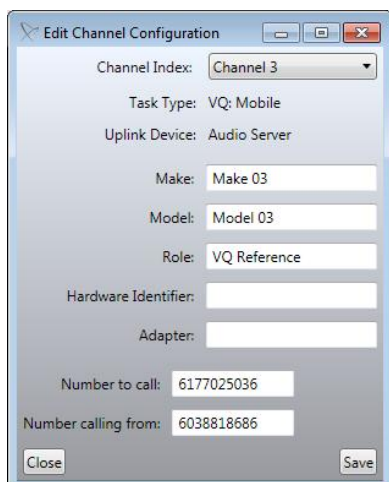 Edit Channel Configuration
Channel Index: Channel 3
Task Type: VQ: Mobile
Uplink Device: Audio Server
Make: Make 03
Model: Model 03
Role: VQ Reference
Hardware Identifier:
Adapter:
Number to call: 6177025036
Number calling from: 6038818686
Close Save